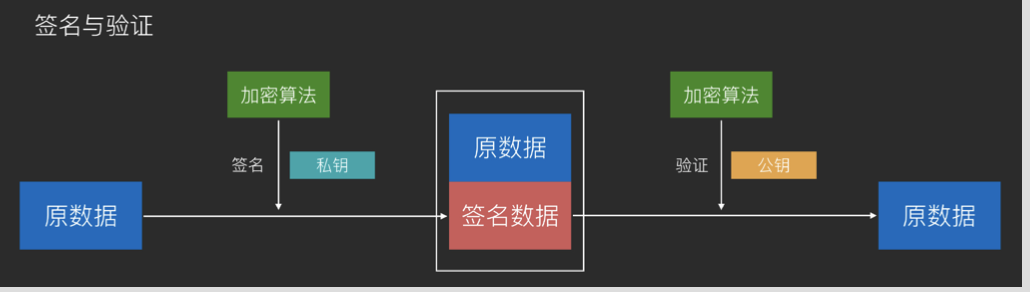 签名与验证
加密算法
加密算法
原数据
签名
私钥
验证
公钥
原数据
签名数据
原数据